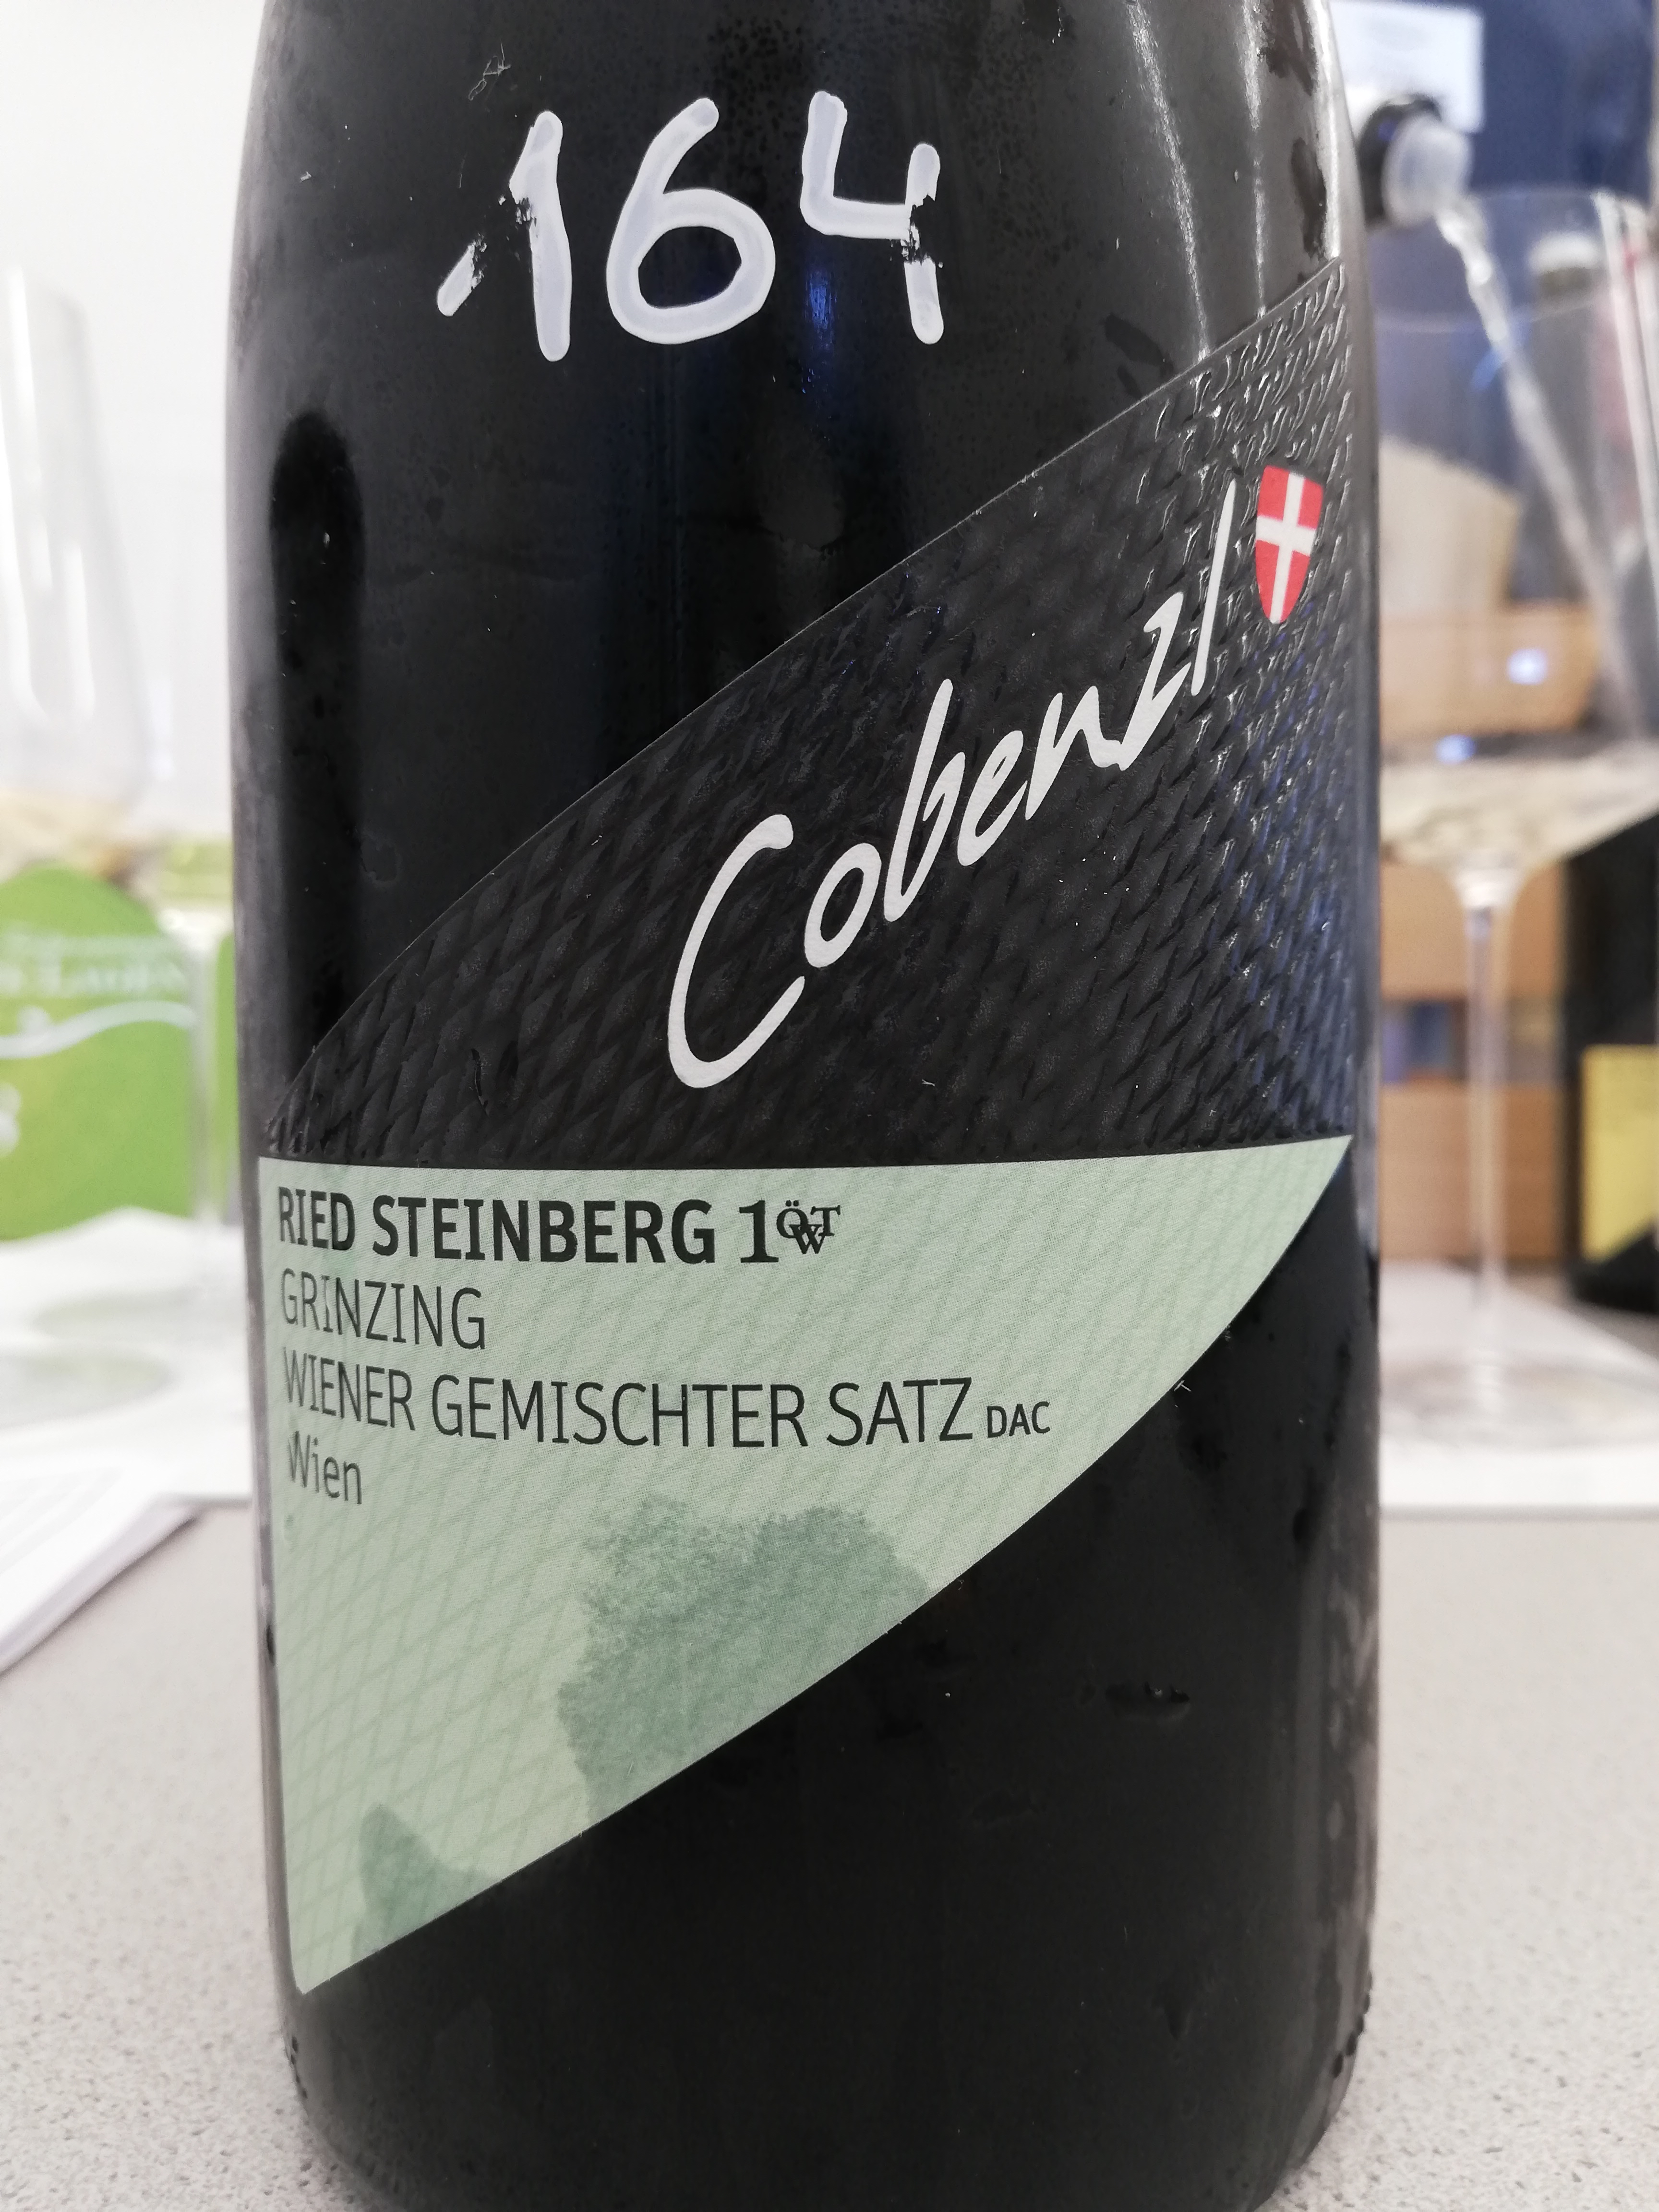 164
Cobenzl
RIED STEINBERG 1ÖTW
GRINZING
WIENER GEMISCHTER SATZ DAC
Wien